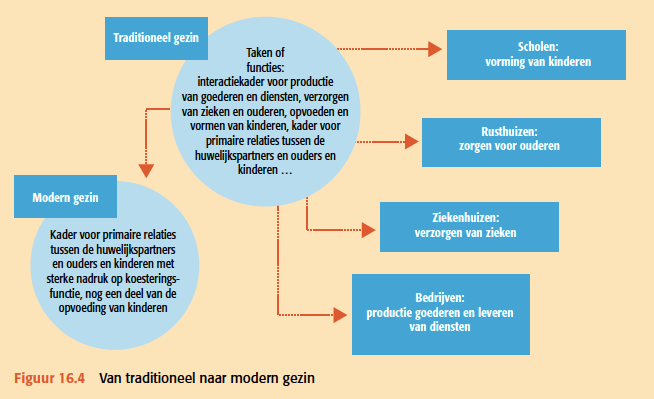 Traditioneel gezin
Taken of
functies:
interactiekader voor productie
van goederen en diensten, verzorgen
van zieken en ouderen, opvoeden en
vormen van kinderen, kader voor
primaire relaties tussen de
huwelijkspartners en ouders en
kinderen …
Scholen:
vorming van kinderen
Rusthuizen:
zorgen voor ouderen
Modern gezin
Kader voor primaire relaties
tussen de huwelijkspartners
en ouders en kinderen met
sterke nadruk op koesterings-
functie, nog een deel van de
opvoeding van kinderen
Ziekenhuizen:
verzorgen van zieken
Bedrijven:
productie goederen en leveren
van diensten
Figuur 16.4 Van traditioneel naar modern gezin